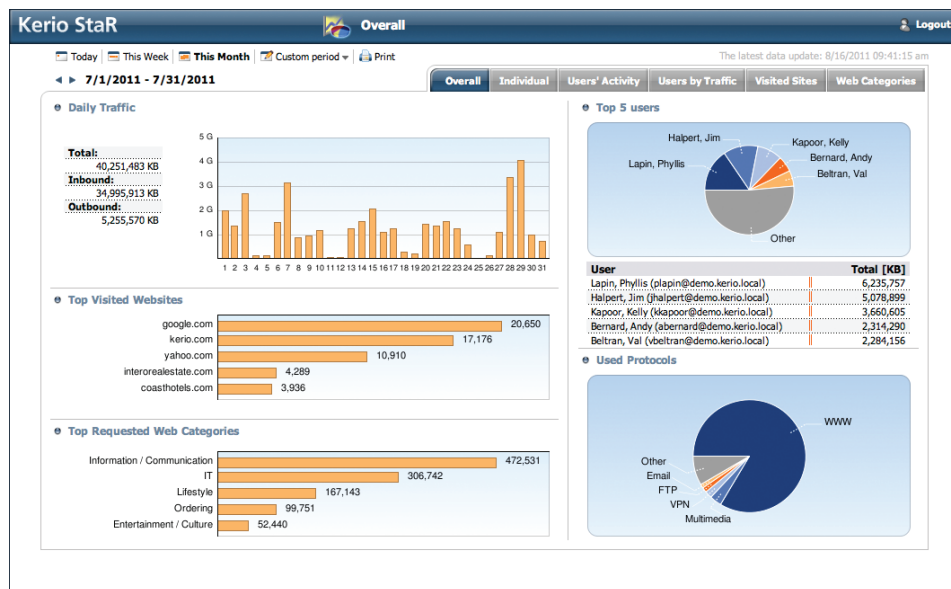 Kerio StaR
Overall
Logout
Today
This Week
This Month
Custom period
Print
The latest data update: 8/16/2011 09:41:15 am
7/1/2011 - 7/31/2011
Overall
Individual
Users' Activity
Users by Traffic
Visited Sites
Web Categories
Daily Traffic
Total:
40,251,483 KB
Inbound:
34,995,913 KB
Outbound:
5,255,570 KB
5 G
4 G
3 G
2 G
1 G
1 2 3 4 5 6 7 8 9 10 11 12 13 14 15 16 17 18 19 20 21 22 23 24 25 26 27 28 29 30 31
Top Visited Websites
google.com 20,650
kerio.com 17,176
yahoo.com 10,910
interorealestate.com 4,289
coasthotels.com 3,936
Top Requested Web Categories
Information / Communication 472,531
IT 306,742
Lifestyle 167,143
Ordering 99,751
Entertainment / Culture 52,440
Top 5 users
Halpert, Jim
Kapoor, Kelly
Lapin, Phyllis
Bernard, Andy
Beltran, Val
Other
User Total [KB]
Lapin, Phyllis (plapin@demo.kerio.local) 6,235,757
Halpert, Jim (jhalpert@demo.kerio.local) 5,078,899
Kapoor, Kelly (kkapoor@demo.kerio.local) 3,660,605
Bernard, Andy (abernard@demo.kerio.local) 2,314,290
Beltran, Val (vbeltran@demo.kerio.local) 2,284,156
Used Protocols
WWW
Other
Email
FTP
VPN
Multimedia